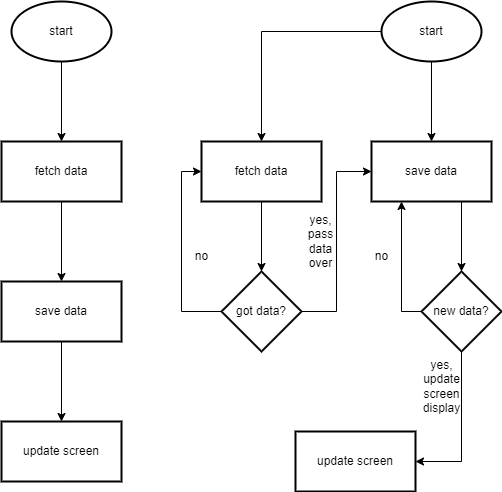 start
start
fetch data
fetch data
save data
yes,
pass
data
over
no
no
save data
got data?
new data?
yes,
update
screen
display
update screen
update screen